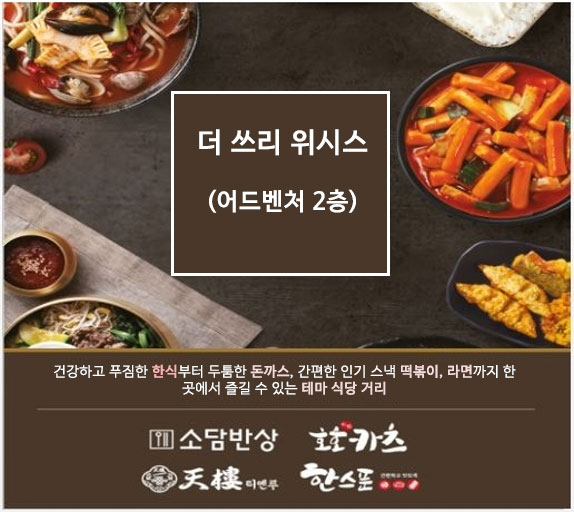 더 쓰리 위시스
(어드벤처 2층)
건강하고 푸짐한 한식부터 두툼한 돈까스, 간편한 인기 스낵 떡볶이, 라면까지 한
곳에서 즐길 수 있는 테마 식당 거리
소담반상
호호카츠
天樓 티엔루
한스푼